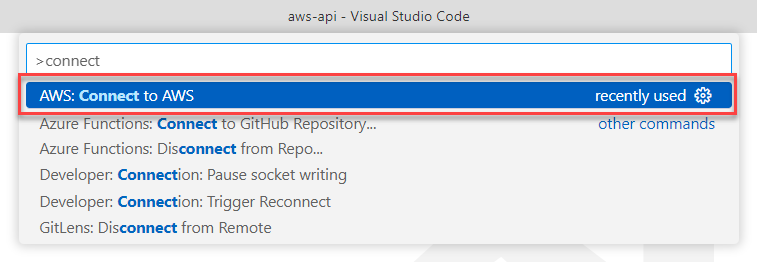 aws-api - Visual Studio Code
>connect
AWS: Connect to AWS recently used
Azure Functions: Connect to GitHub Repository... other commands
Azure Functions: Disconnect from Repo...
Developer: Connection: Pause socket writing
Developer: Connection: Trigger Reconnect
GitLens: Disconnect from Remote